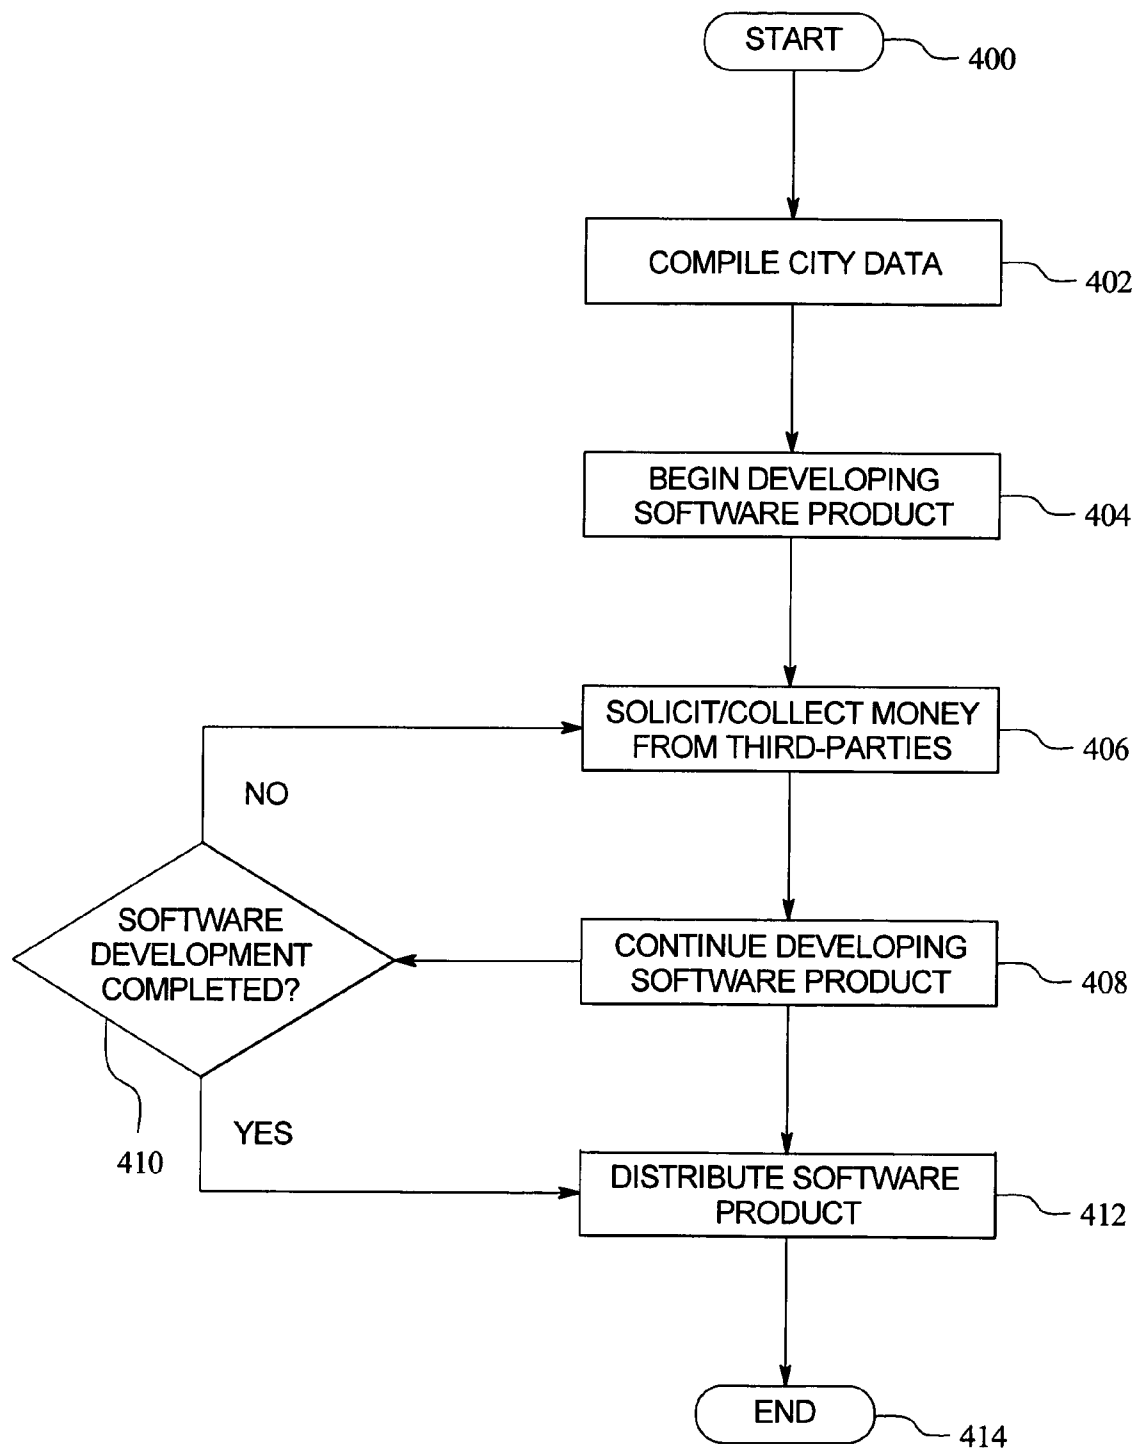 START
400
COMPILE CITY DATA
402
BEGIN DEVELOPING
SOFTWARE PRODUCT
404
SOLICIT/COLLECT MONEY
FROM THIRD-PARTIES
406
NO
SOFTWARE
DEVELOPMENT
COMPLETED?
410
CONTINUE DEVELOPING
SOFTWARE PRODUCT
408
YES
DISTRIBUTE SOFTWARE
PRODUCT
412
END
414